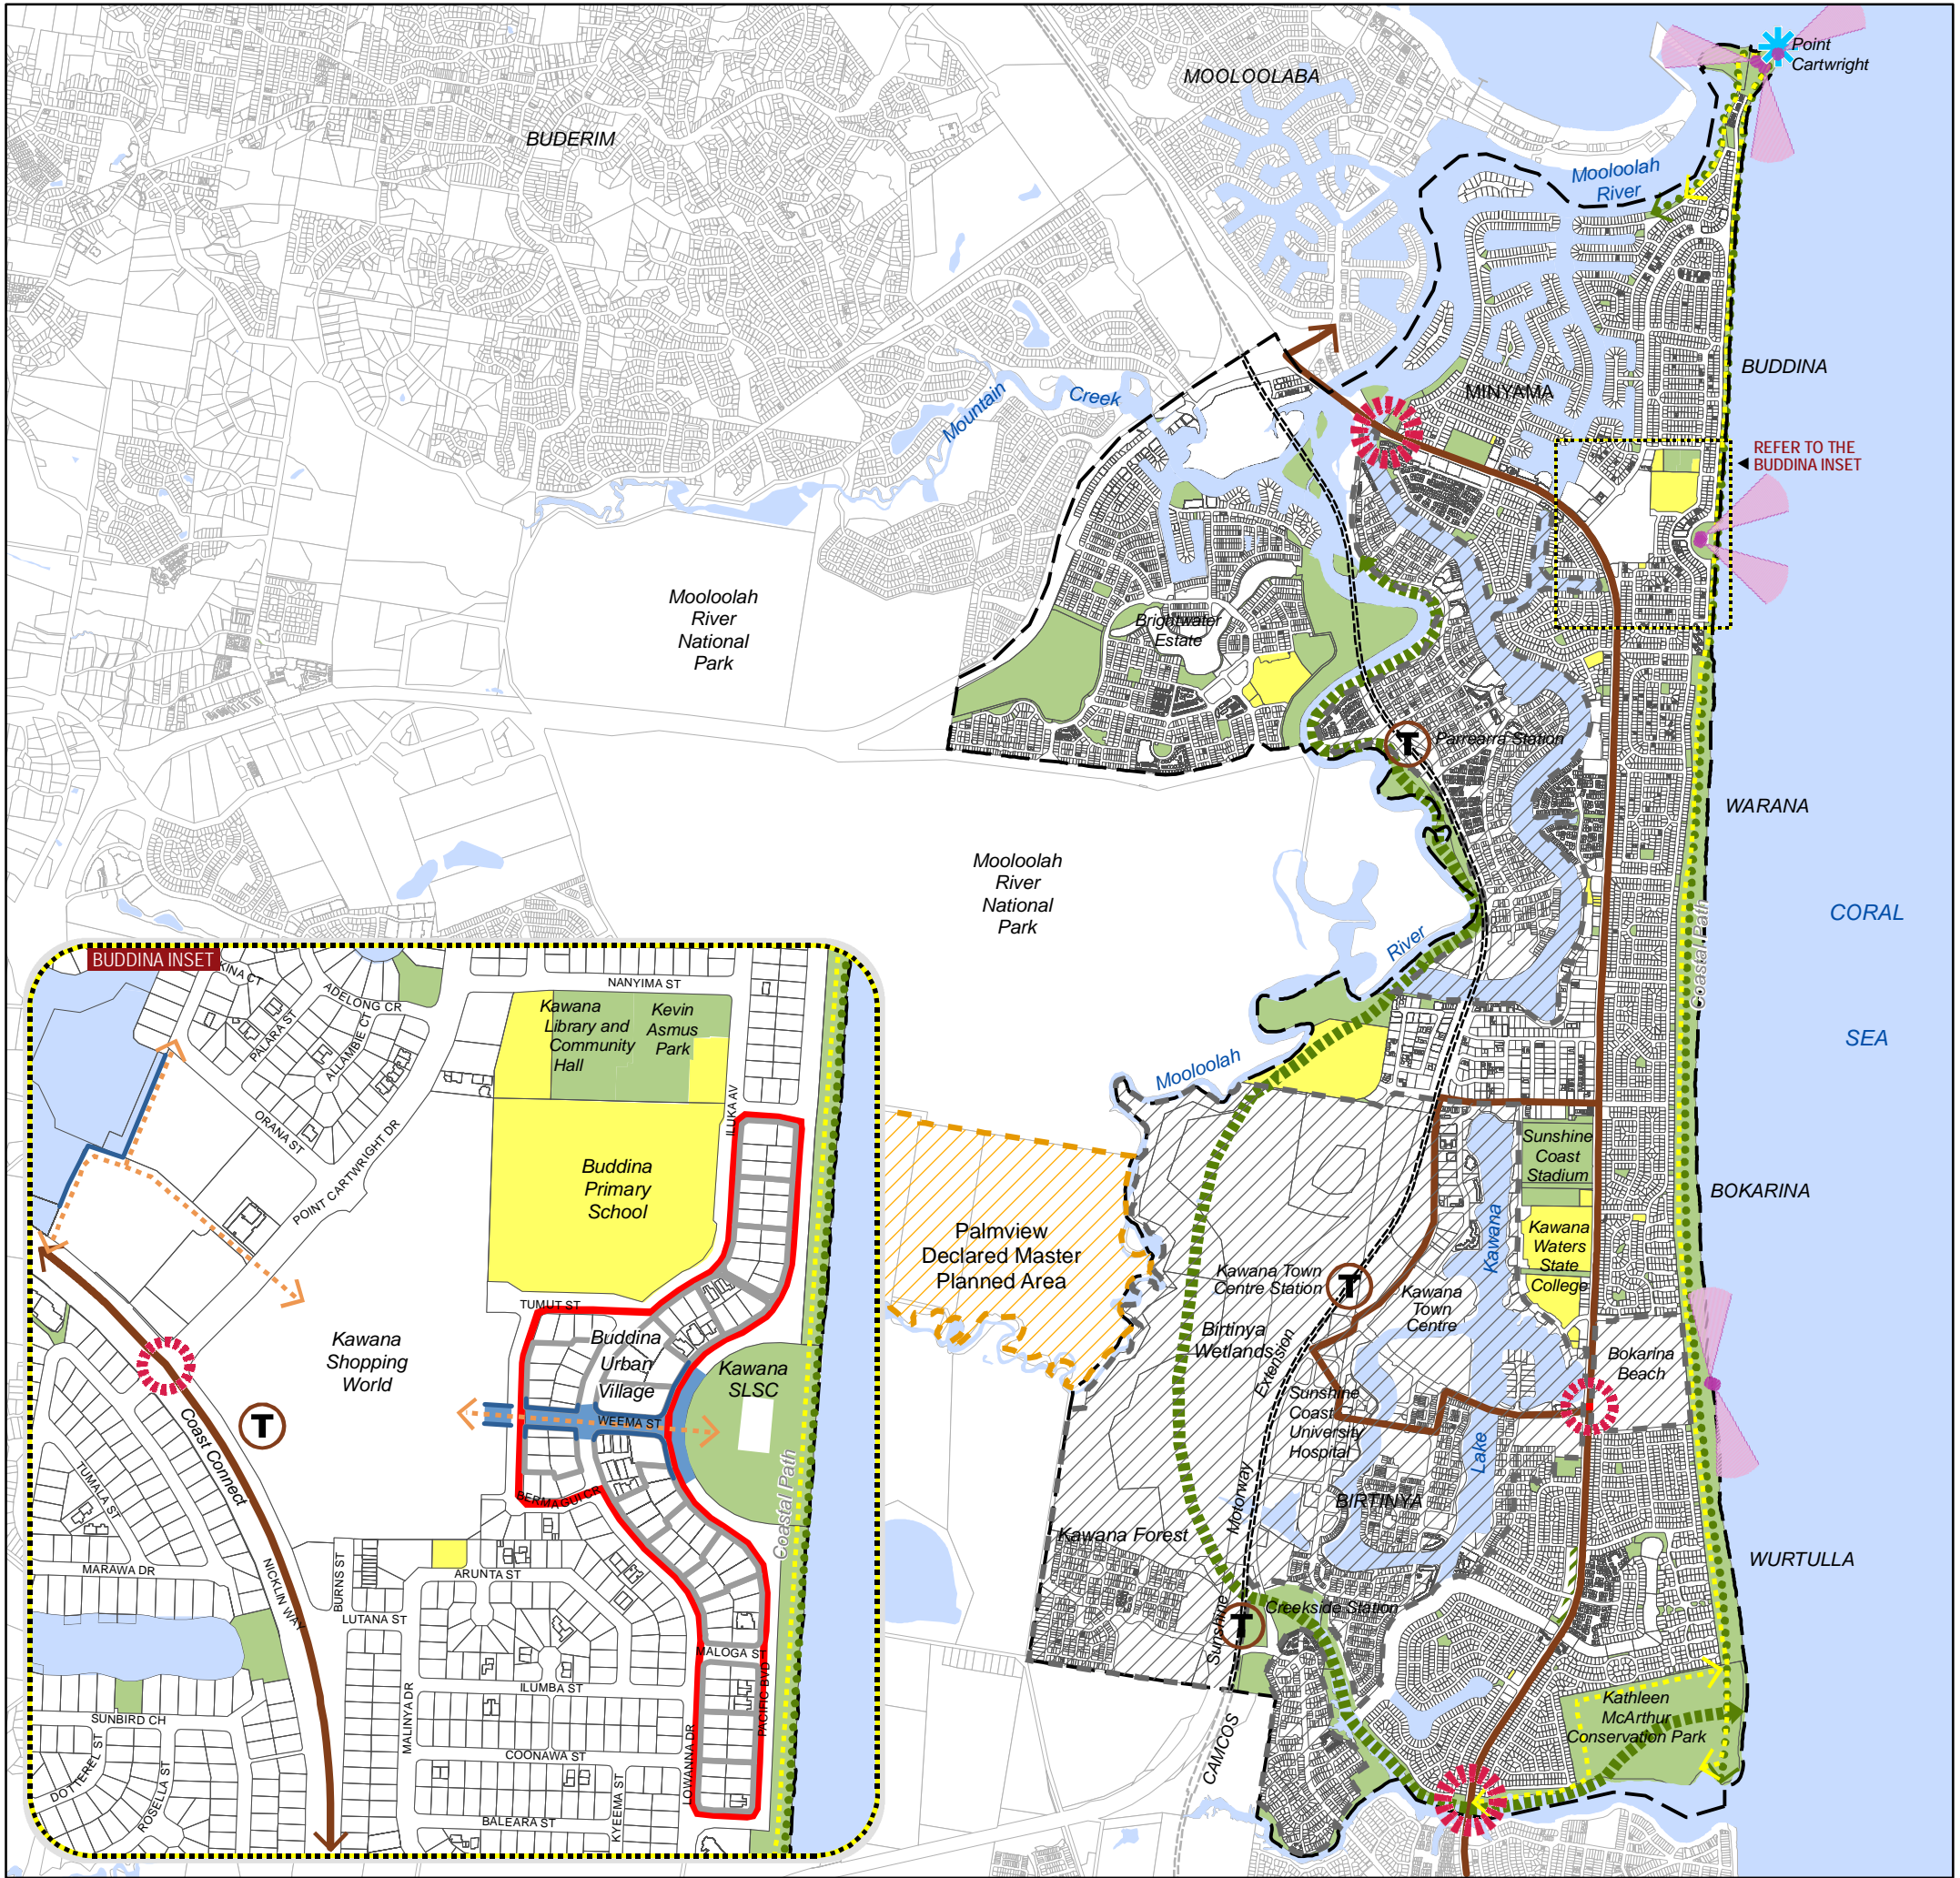 Point
Cartwright
MOOLOOLABA
BUDERIM
Mooloolah
River
BUDDINA
MINYAMA
Mountain
Creek
REFER TO THE
BUDDINA INSET
Mooloolah
River
National
Park
Brightwater
Estate
Parrearra Station
WARANA
Mooloolah
River
National
Park
CORAL
SEA
Coastal Path
River
Mooloolah
Sunshine
Coast
Stadium
BOKARINA
Kawana
Waters
State
College
Kawana
Lake
Palmview
Declared Master
Planned Area
Kawana Town
Centre Station
T
Kawana
Town
Centre
Birtinya
Wetlands
Bokarina
Beach
Sunshine
Coast
University
Hospital
Sunshine
Motorway
Extension
BIRTINYA
Kawana Forest
WURTULLA
Creekside Station
T
T
CAMCOS
Kathleen
McArthur
Conservation Park
BUDDINA INSET
KINA CT
ADELONG CR
PALARA ST
ALLAMBIE CT
ORANA ST
POINT CARTWRIGHT DR
NANYIMA ST
Kawana
Library and
Community
Hall
Kevin
Asmus
Park
ILUKA AV
Buddina
Primary
School
TUMUT ST
Buddina
Urban
Village
Kawana
SLSC
WEEMA ST
Kawana
Shopping
World
T
Coast Connect
BERMAGUI CR
Coastal Path
TUMALA ST
MARAWA DR
NICKLIN WAY
BURNS ST
ARUNTA ST
LUTANA ST
MALOGA ST
PACIFIC BVD
ILUMBA ST
MALINYA DR
SUNBIRD CH
COONAWA ST
LOWANNA DR
DOTTEREL ST
ROSELLA ST
KYEEMA ST
BALEARA ST